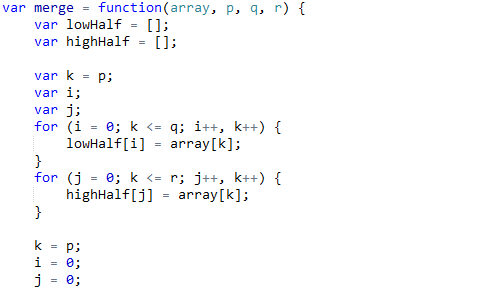 var merge = function(array, p, q, r) {
    var lowHalf = [];
    var highHalf = [];

    var k = p;
    var i;
    var j;
    for (i = 0; k <= q; i++, k++) {
        lowHalf[i] = array[k];
    }
    for (j = 0; k <= r; j++, k++) {
        highHalf[j] = array[k];
    }

    k = p;
    i = 0;
    j = 0;